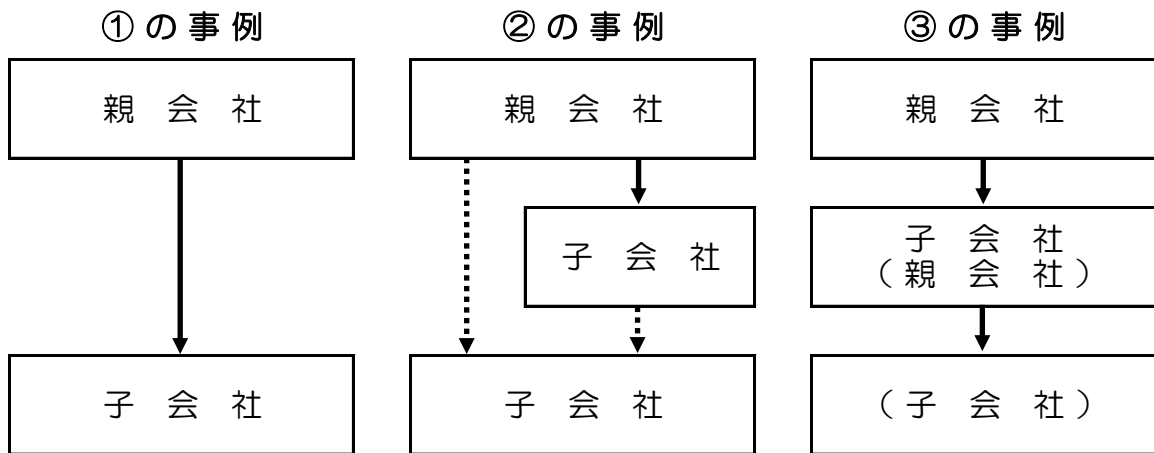 ①の事例
親会社
子会社
②の事例
親会社
子会社
子会社
③の事例
親会社
子会社
（親会社）
（子会社）